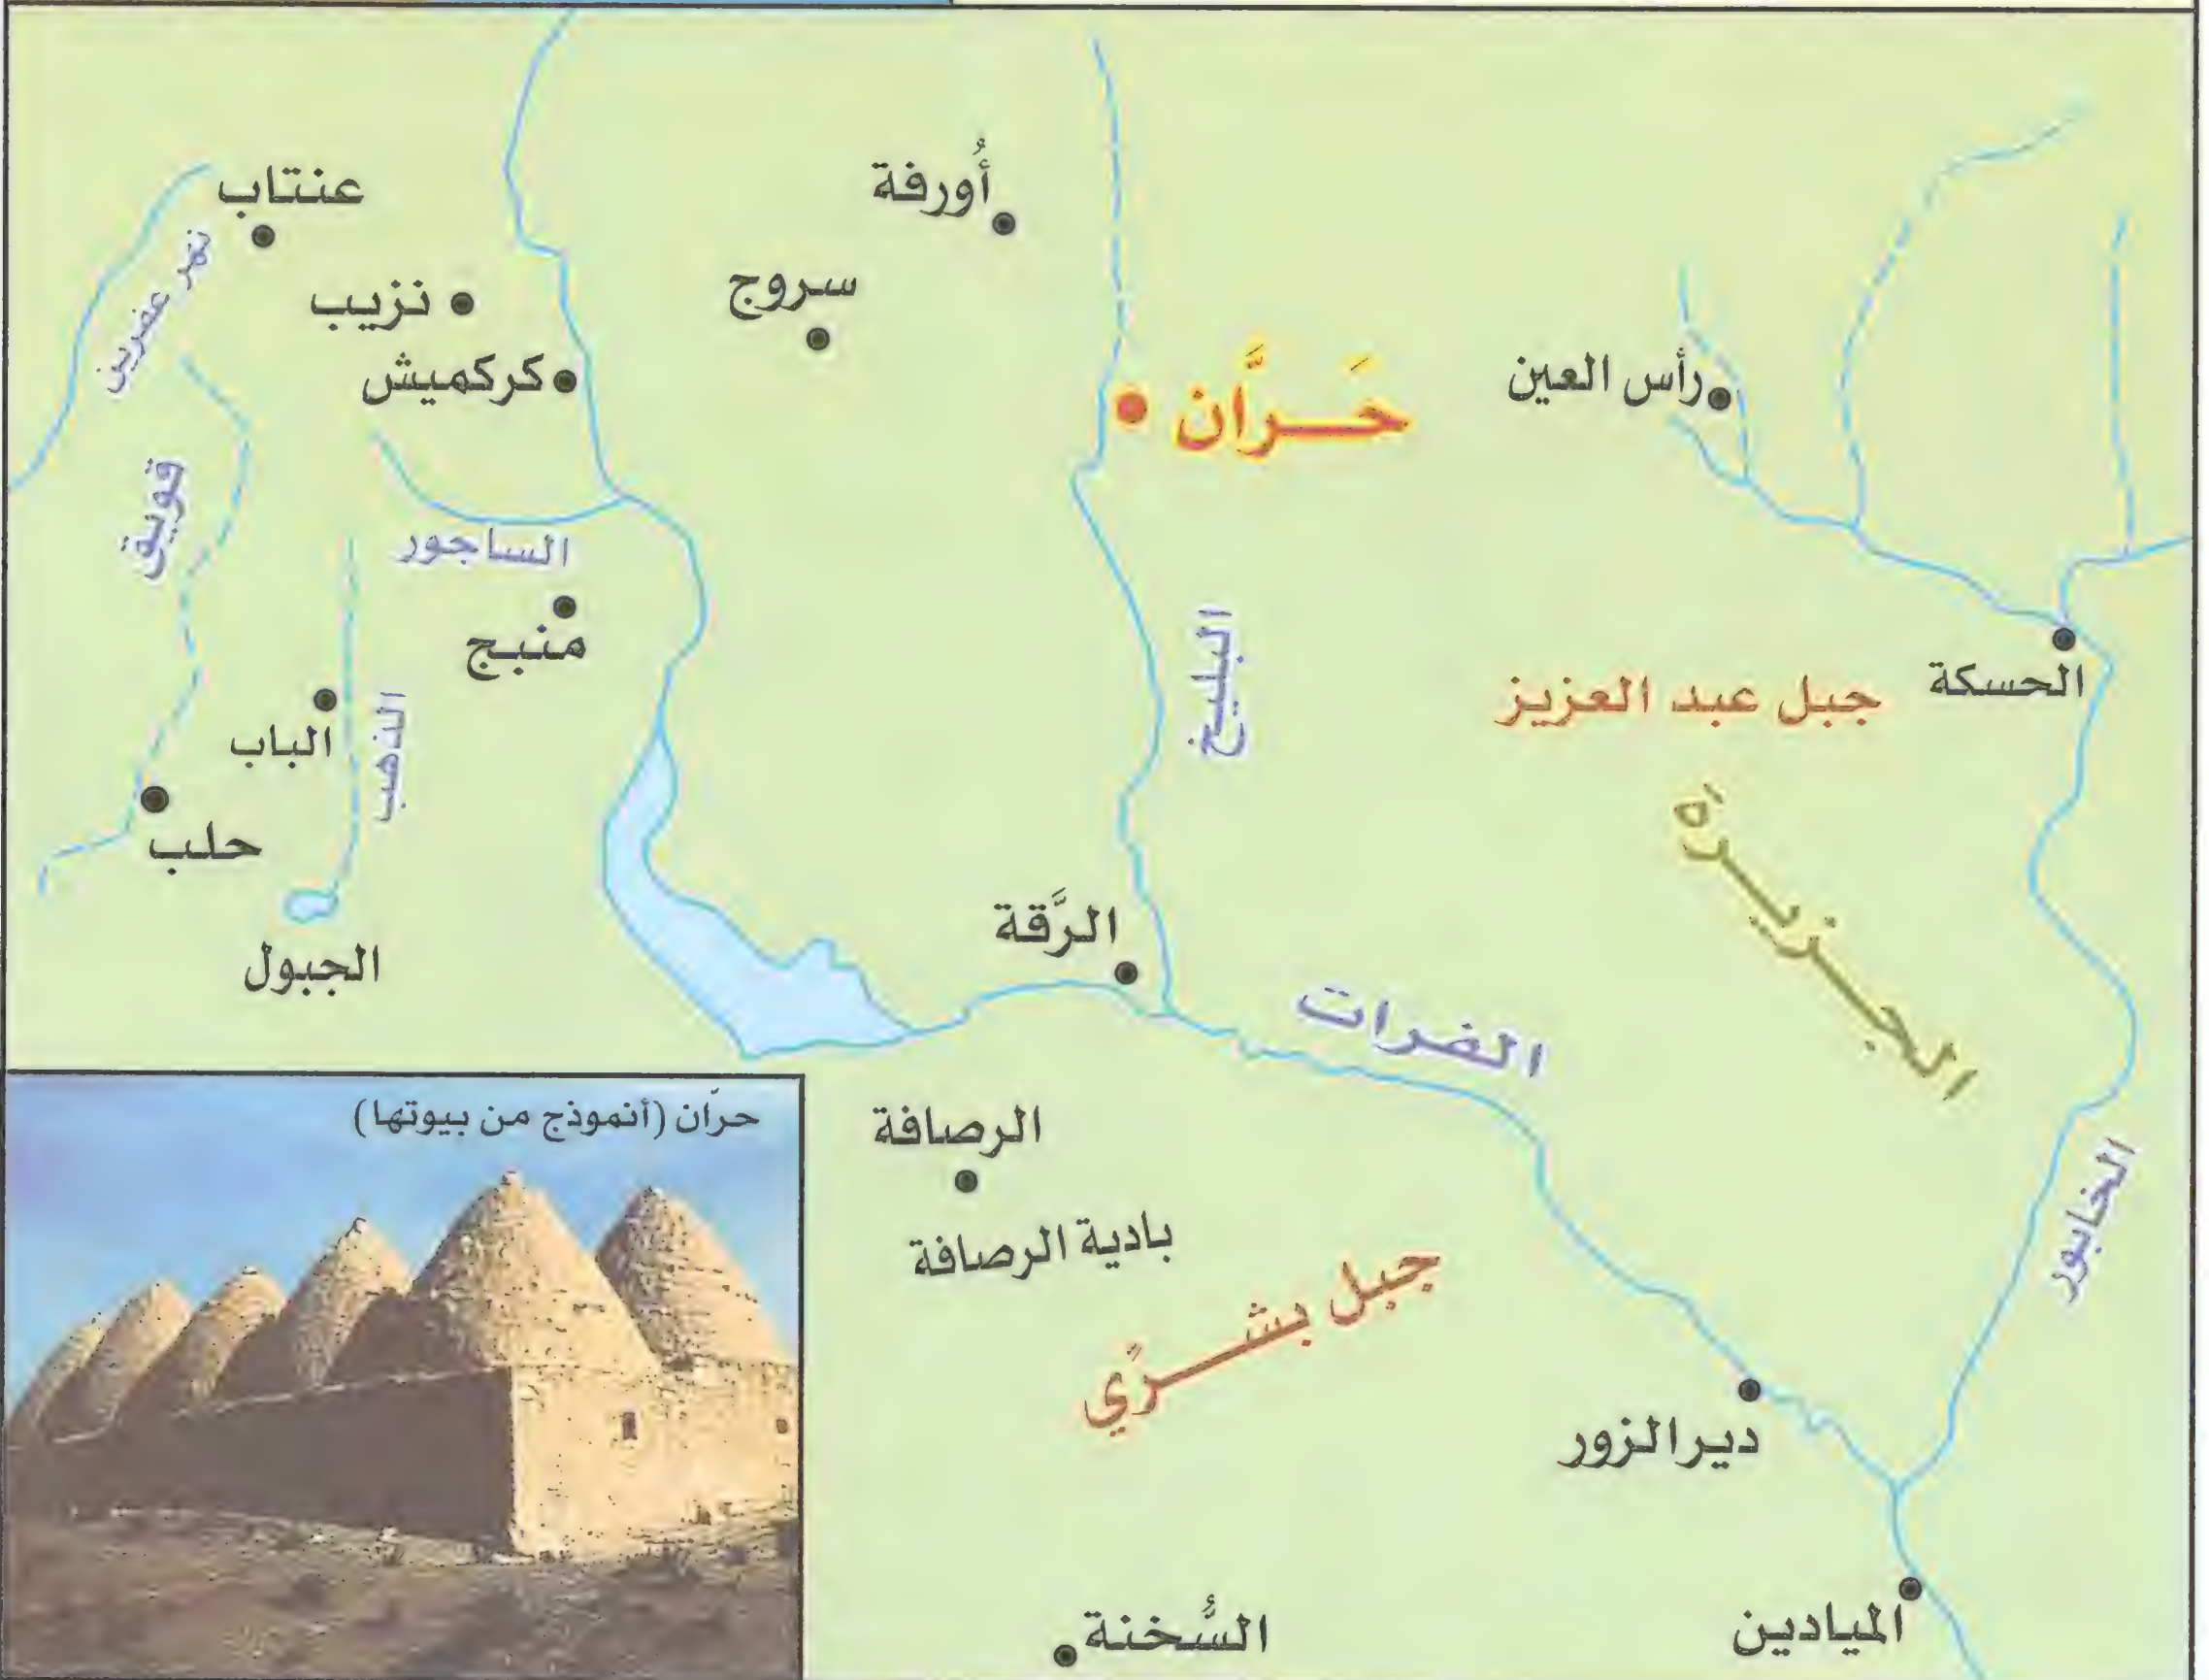 أُورفة
عنتاب
نهر عفرين
نزيب
سروج
كركميش
حَـرَّان
رأس العين
قويق
الساجور
منبج
البليخ
الحسكة
جبل عبد العزيز
الباب
الذهب
حلب
الجزيرة
الرَّقة
الجبول
الفرات
حرّان (أنموذج من بيوتها)
الرصافة
بادية الرصافة
الخابور
جبل بشري
دير الزور
السُّخنة
الميادين